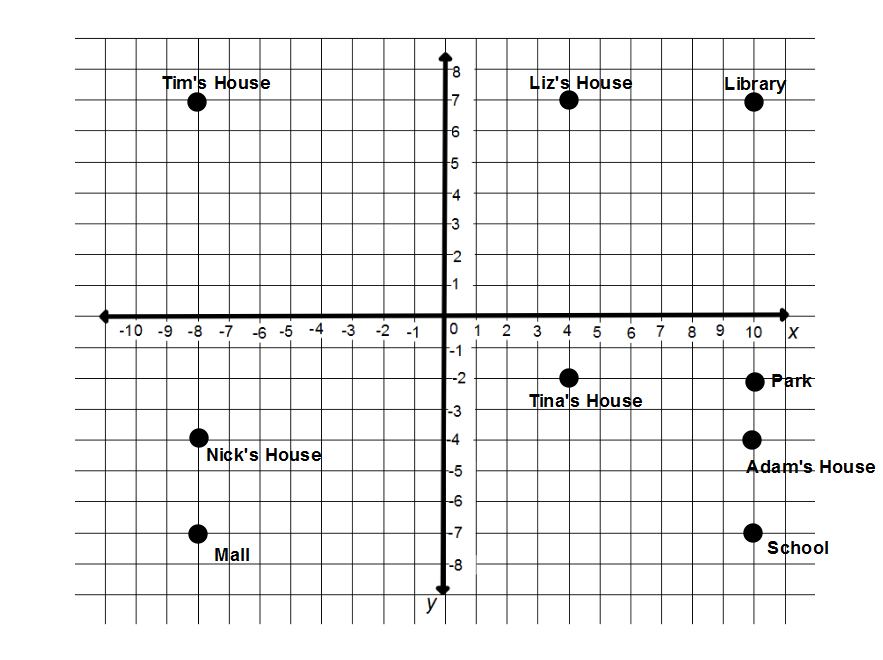 8
Tim's House Liz's House Library
7
6
5
4
3
2
1
-10 -9 -8 -7 -6 -5 -4 -3 -2 -1 0 1 2 3 4 5 6 7 8 9 10 x
-1
-2 Park
Tina's House
-3
-4
Nick's House
Adam's House
-5
-6
-7
School
Mall
-8
y